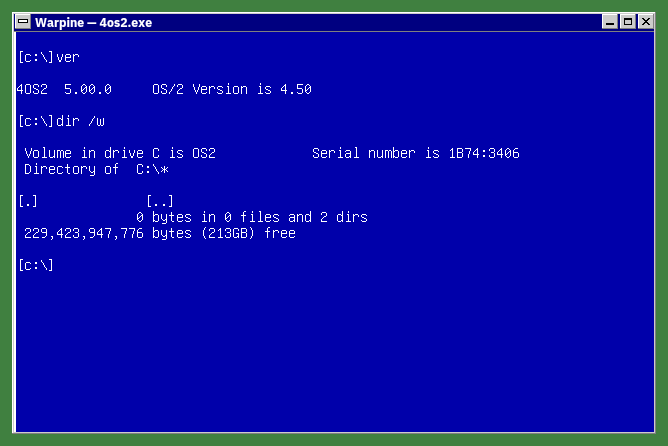 Warpine — 4os2.exe
[c:\]ver
4OS2  5.00.0     OS/2 Version is 4.50
[c:\]dir /w
Volume in drive C is OS2            Serial number is 1B74:3406
Directory of  C:\*
[.]             [..]
0 bytes in 0 files and 2 dirs
229,423,947,776 bytes (213GB) free
[c:\]